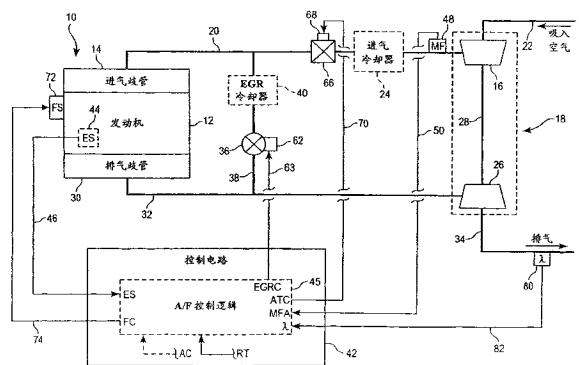 10
20
68
48
MF
22
吸入
空气
14
66
进气
冷却器
24
16
72
进气歧管
EGR
冷却器
40
FS
44
发动机
12
70
28
18
ES
36
62
50
38
63
26
排气歧管
30
32
34
46
排气
控制电路
λ
80
45
EGRC
ES
ATC
A/F 控制逻辑
MFA
FC
λ
74
AC
RT
42
82